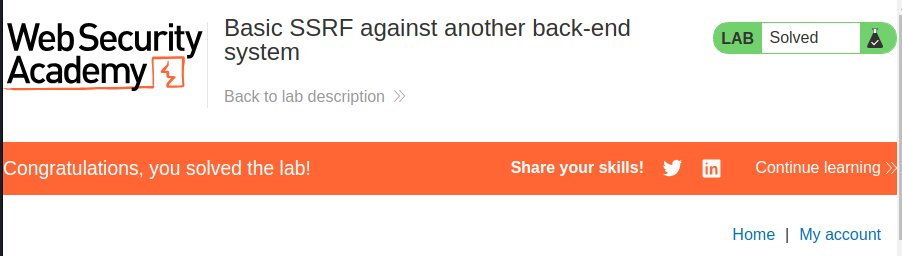 Web Security
Academy
Basic SSRF against another back-end
system
Back to lab description
LAB Solved
Congratulations, you solved the lab!
Share your skills!
Continue learning
Home | My account